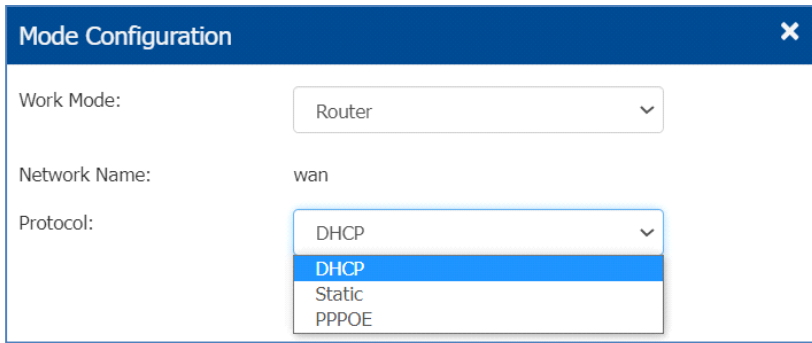 Mode Configuration
Work Mode: Router
Network Name: wan
Protocol: DHCP
DHCP
Static
PPPOE